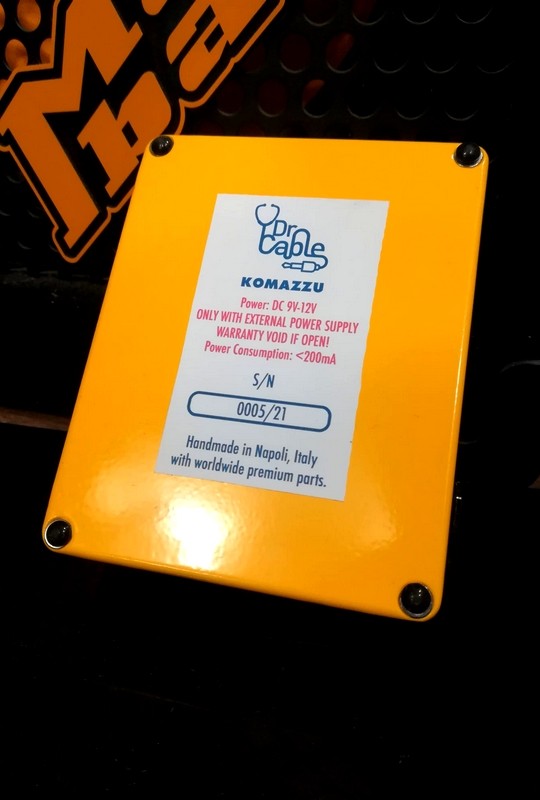 Dr
Cable
KOMAZZU
Power: DC 9V-12V
ONLY WITH EXTERNAL POWER SUPPLY
WARRANTY VOID IF OPEN!
Power Consumption: <200mA
S/N
0005/21
Handmade in Napoli, Italy
with worldwide premium parts.